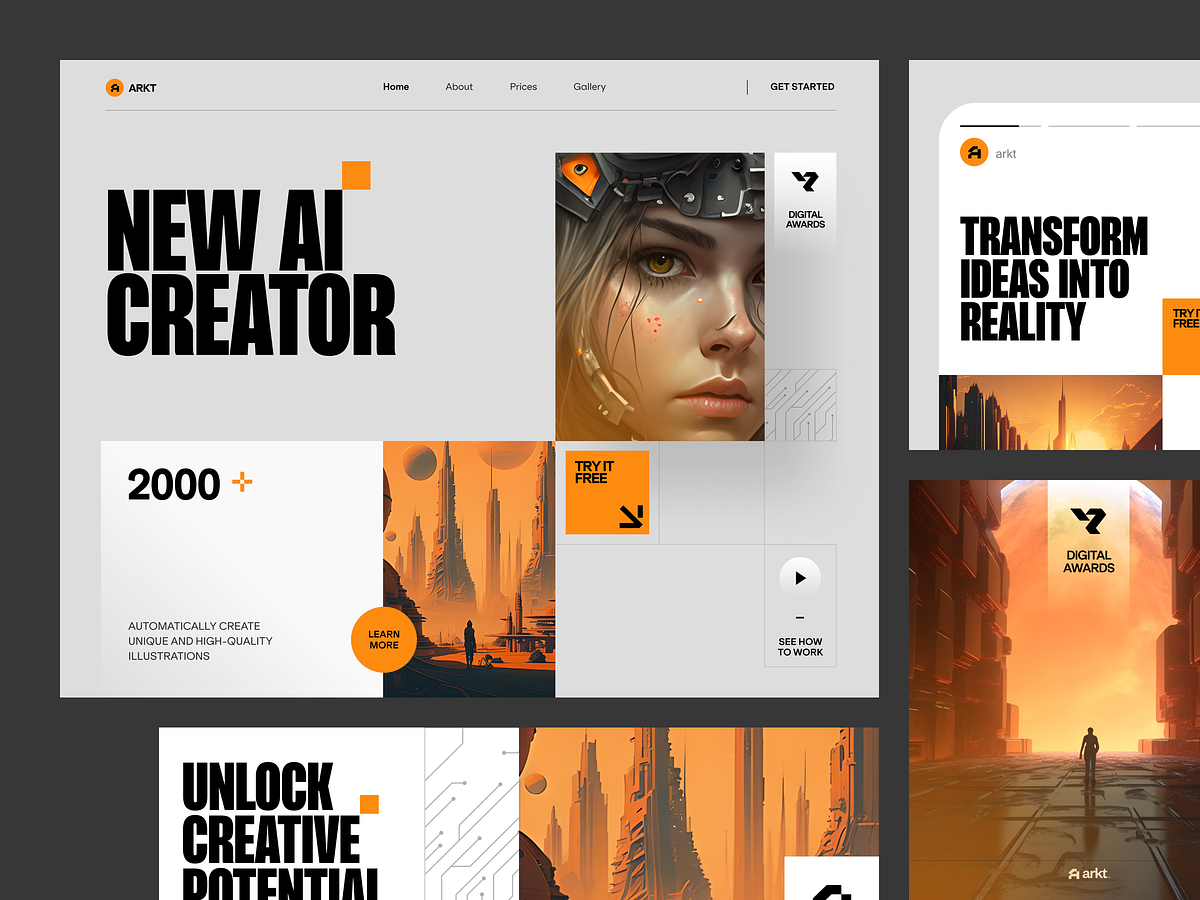 ARKT
Home
About
Prices
Gallery
GET STARTED
NEW AI
CREATOR
DIGITAL
AWARDS
2000
AUTOMATICALLY CREATE
UNIQUE AND HIGH-QUALITY
ILLUSTRATIONS
LEARN
MORE
TRY IT
FREE
SEE HOW
TO WORK
arkt
TRANSFORM
IDEAS INTO
REALITY
TRY IT
FREE
DIGITAL
AWARDS
arkt.
UNLOCK
CREATIVE
POTENTIAL